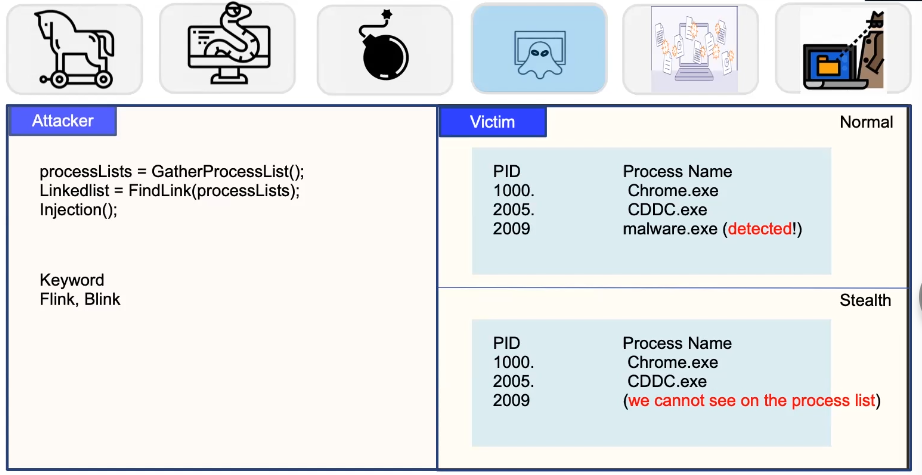 Attacker
processLists = GatherProcessList();
Linkedlist = FindLink(processLists);
Injection();
Keyword
Flink, Blink
Victim
Normal
PID Process Name
1000. Chrome.exe
2005. CDDC.exe
2009 malware.exe (detected!)
Stealth
PID Process Name
1000. Chrome.exe
2005. CDDC.exe
2009 (we cannot see on the process list)